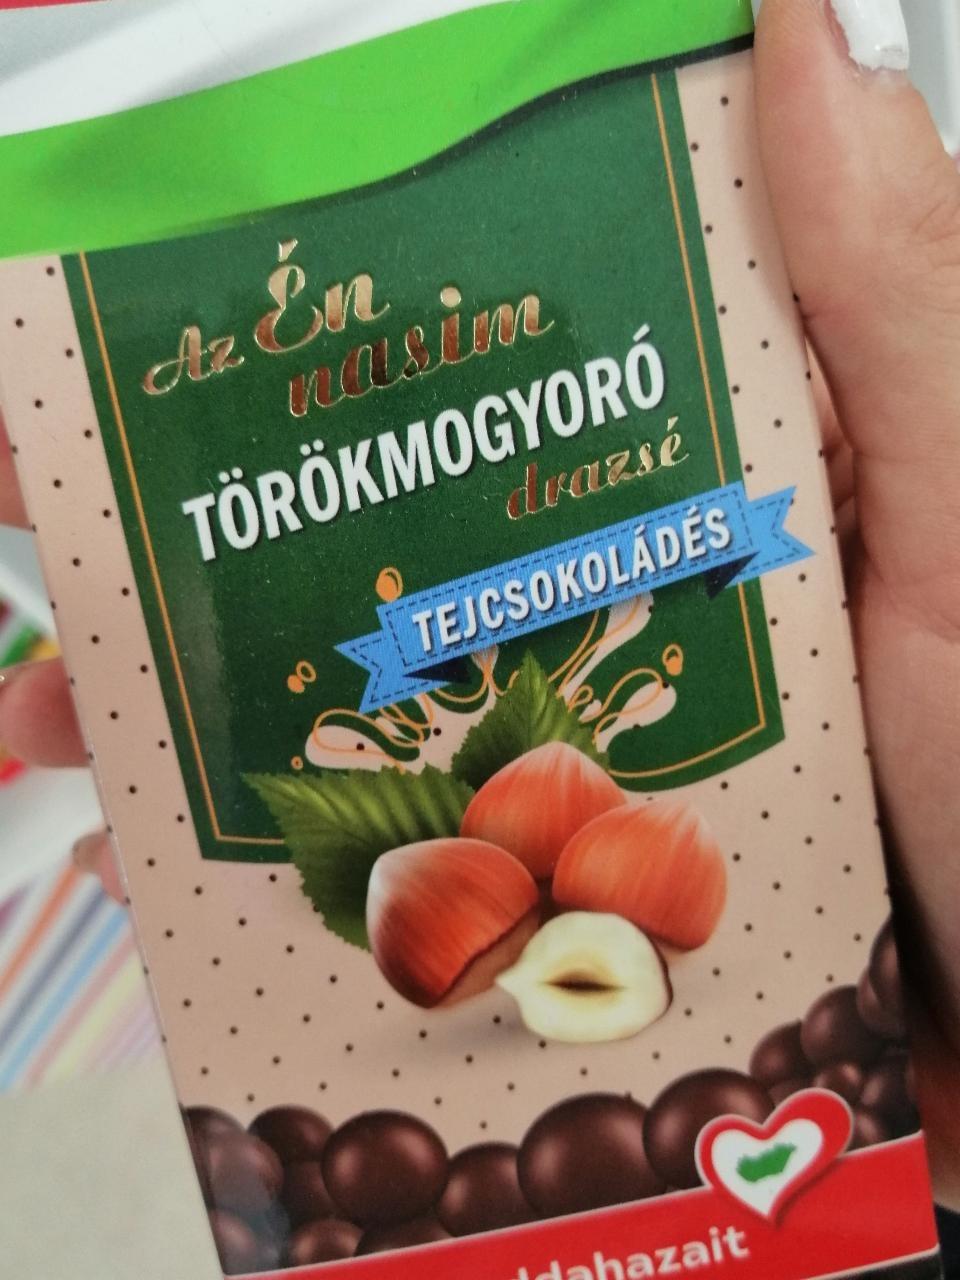 Az Én
nasim
TÖRÖKMOGYORÓ
drazsé
TEJCSOKOLÁDÉS